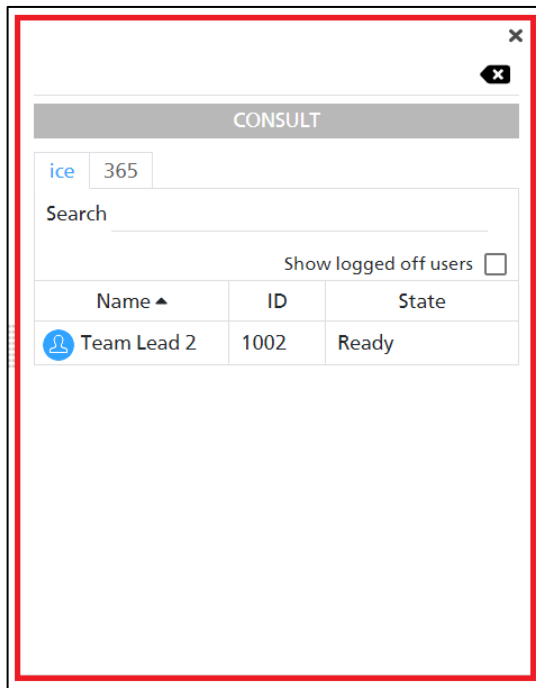 CONSULT
ice 365
Search
Show logged off users
Name ID State
Team Lead 2 1002 Ready